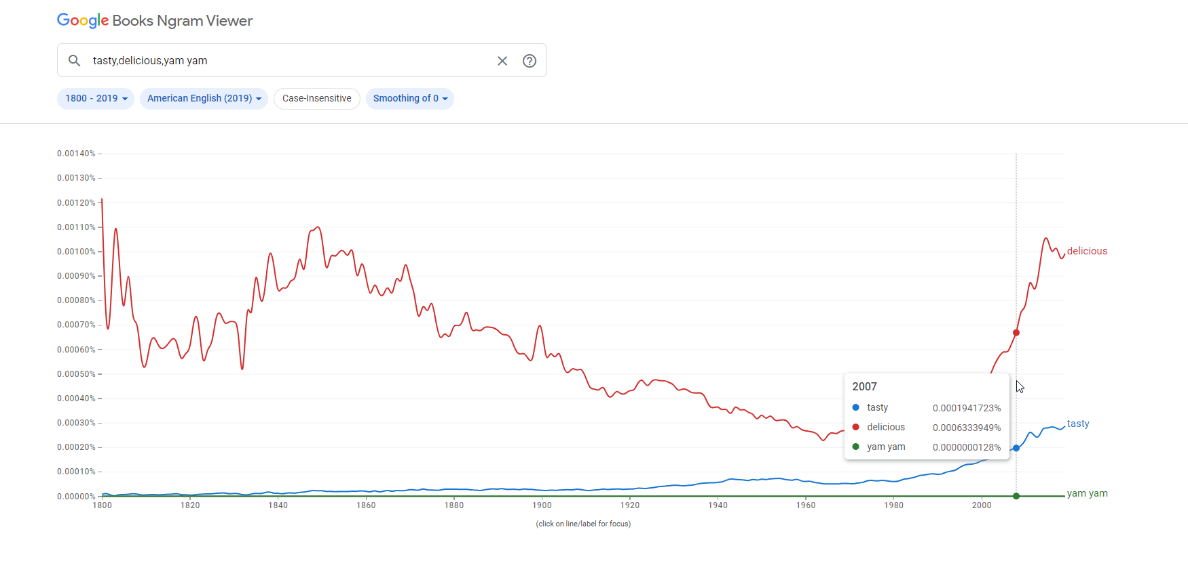 Google Books Ngram Viewer
tasty,delicious,yam yam
1800 - 2019
American English (2019)
Case-Insensitive
Smoothing of 0
0.00140%
0.00130%
0.00120%
0.00110%
0.00100%
0.00090%
0.00080%
0.00070%
0.00060%
0.00050%
0.00040%
0.00030%
0.00020%
0.00010%
0.00000%
delicious
tasty
yam yam
2007
tasty 0.0001941723%
delicious 0.0006333949%
yam yam 0.0000000128%
1800 1820 1840 1860 1880 1900 1920 1940 1960 1980 2000
(click on line/label for focus)